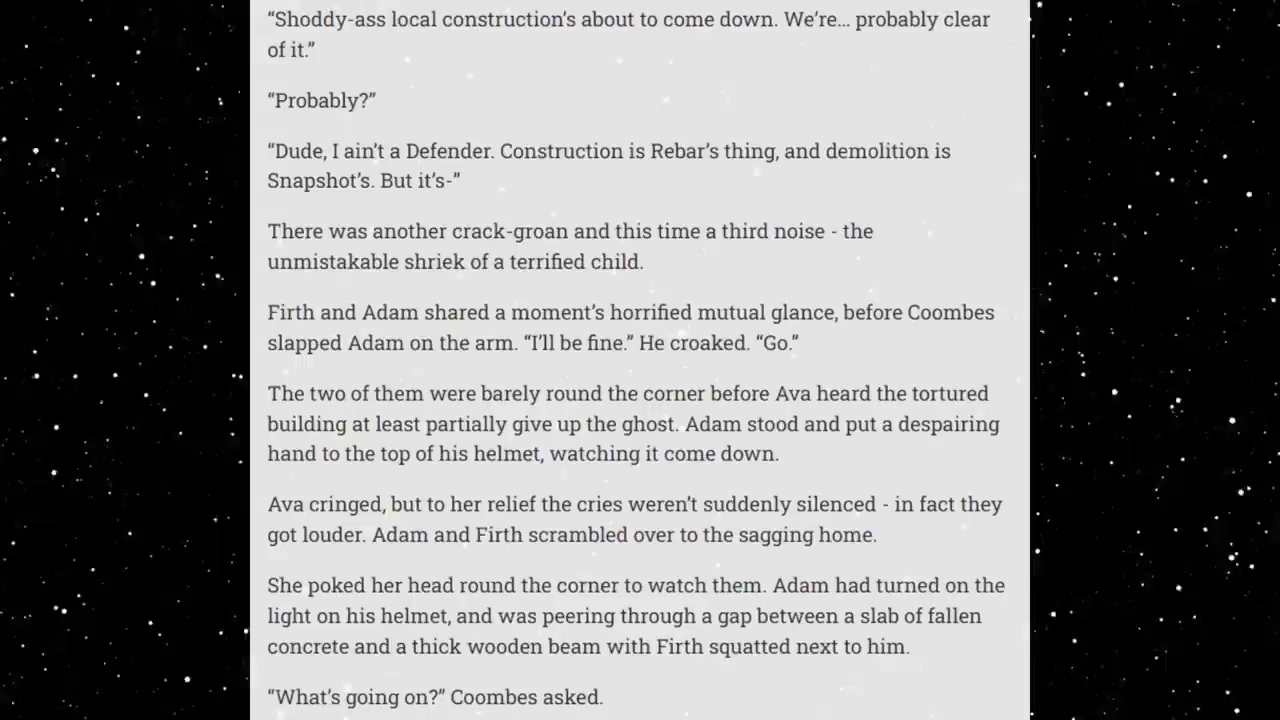 “Shoddy-ass local construction’s about to come down. We’re… probably clear
of it.”
“Probably?”
“Dude, I ain’t a Defender. Construction is Rebar’s thing, and demolition is
Snapshot’s. But it’s-”
There was another crack-groan and this time a third noise - the
unmistakable shriek of a terrified child.
Firth and Adam shared a moment’s horrified mutual glance, before Coombes
slapped Adam on the arm. “I’ll be fine.” He croaked. “Go.”
The two of them were barely round the corner before Ava heard the tortured
building at least partially give up the ghost. Adam stood and put a despairing
hand to the top of his helmet, watching it come down.
Ava cringed, but to her relief the cries weren’t suddenly silenced - in fact they
got louder. Adam and Firth scrambled over to the sagging home.
She poked her head round the corner to watch them. Adam had turned on the
light on his helmet, and was peering through a gap between a slab of fallen
concrete and a thick wooden beam with Firth squatted next to him.
“What’s going on?” Coombes asked.